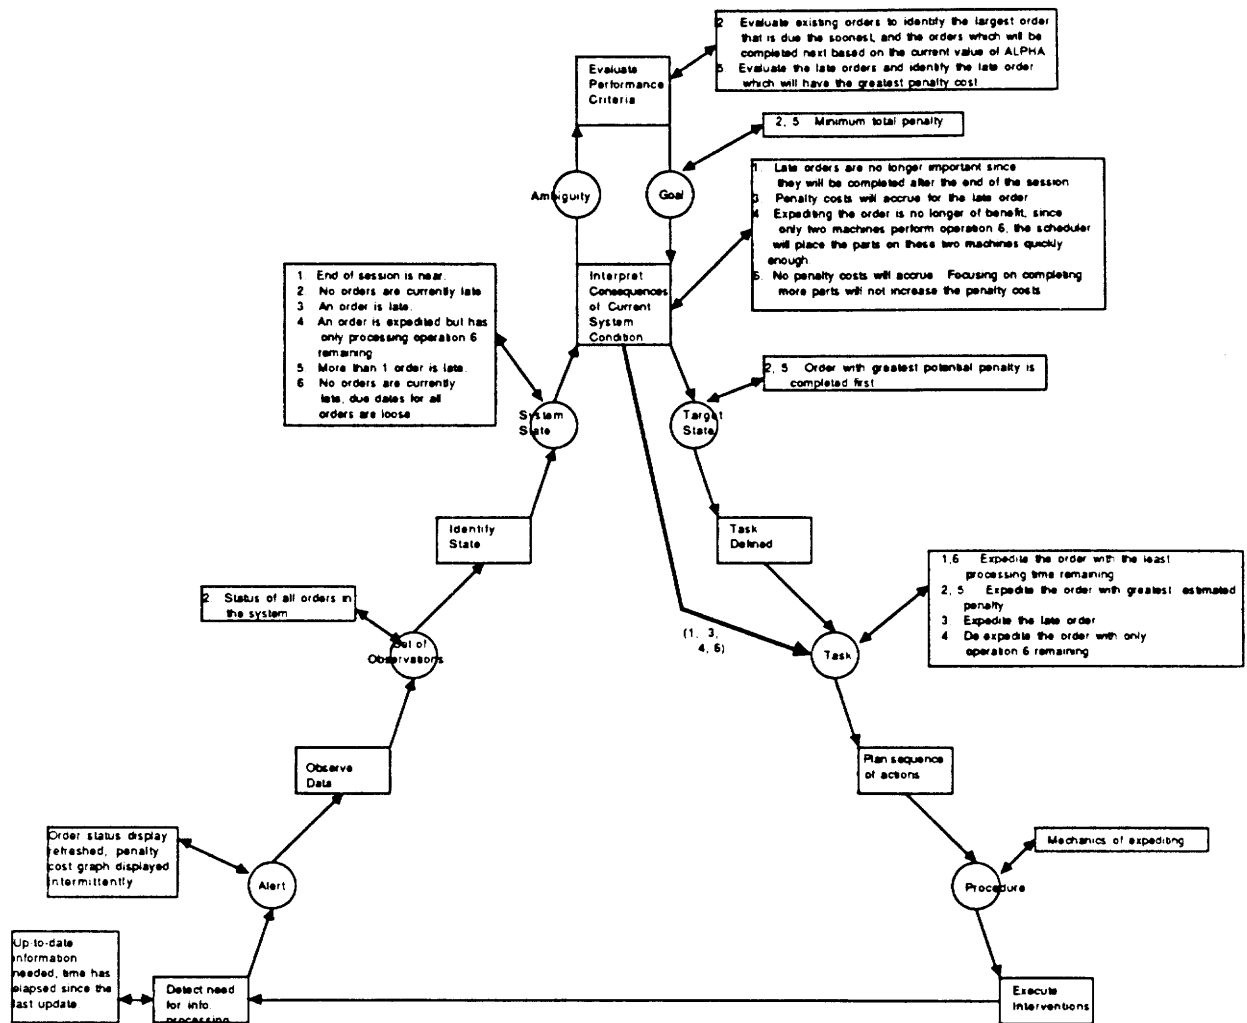 2 Evaluate existing orders to identify the largest order
that is due the soonest, and the orders which will be
completed next based on the current value of ALPHA
5. Evaluate the late orders and identify the late order
which will have the greatest penalty cost
Evaluate
Performance
Criteria
2, 5 Minimum total penalty
Ambiguity
Goal
1. Late orders are no longer important since
they will be completed after the end of the session
3 Penalty costs will accrue for the late order
4 Expediting the order is no longer of benefit, since
only two machines perform operation 6, the scheduler
will place the parts on these two machines quickly
enough
6. No penalty costs will accrue Focusing on completing
more parts will not increase the penalty costs
1 End of session is near.
2 No orders are currently late
3 An order is late.
4 An order is expedited but has
only processing operation 6
remaining
5 More than 1 order is late.
6 No orders are currently
late, due dates for all
orders are loose
Interpret
Consequences
of Current
System
Condition
2, 5 Order with greatest potential penalty is
completed first
System
State
Target
State
Identify
State
Task
Defined
1,6 Expedite the order with the least
processing time remaining
2, 5 Expedite the order with greatest estimated
penalty
3 Expedite the late order
4 De expedite the order with only
operation 6 remaining
2. Status of all orders in
the system
Set of
Observations
(1, 3,
4, 6)
Task
Observe
Data
Plan sequence
of actions
Order status display
refreshed, penalty
cost graph displayed
intermittently
Mechanics of expediting
Alert
Procedure
Up-to-date
information
needed, time has
elapsed since the
last update
Detect need
for info.
processing
Execute
Interventions